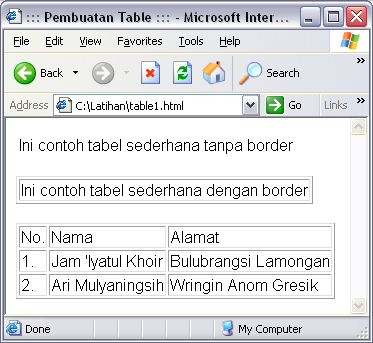 ::: Pembuatan Table ::: - Microsoft Inter...
File Edit View Favorites Tools Help
Back Search
Address C:\Latihan\table1.html Go Links
Ini contoh tabel sederhana tanpa border
Ini contoh tabel sederhana dengan border
No. Nama Alamat
1. Jam 'Iyatul Khoir Bulubrangsi Lamongan
2. Ari Mulyaningsih Wringin Anom Gresik
Done My Computer